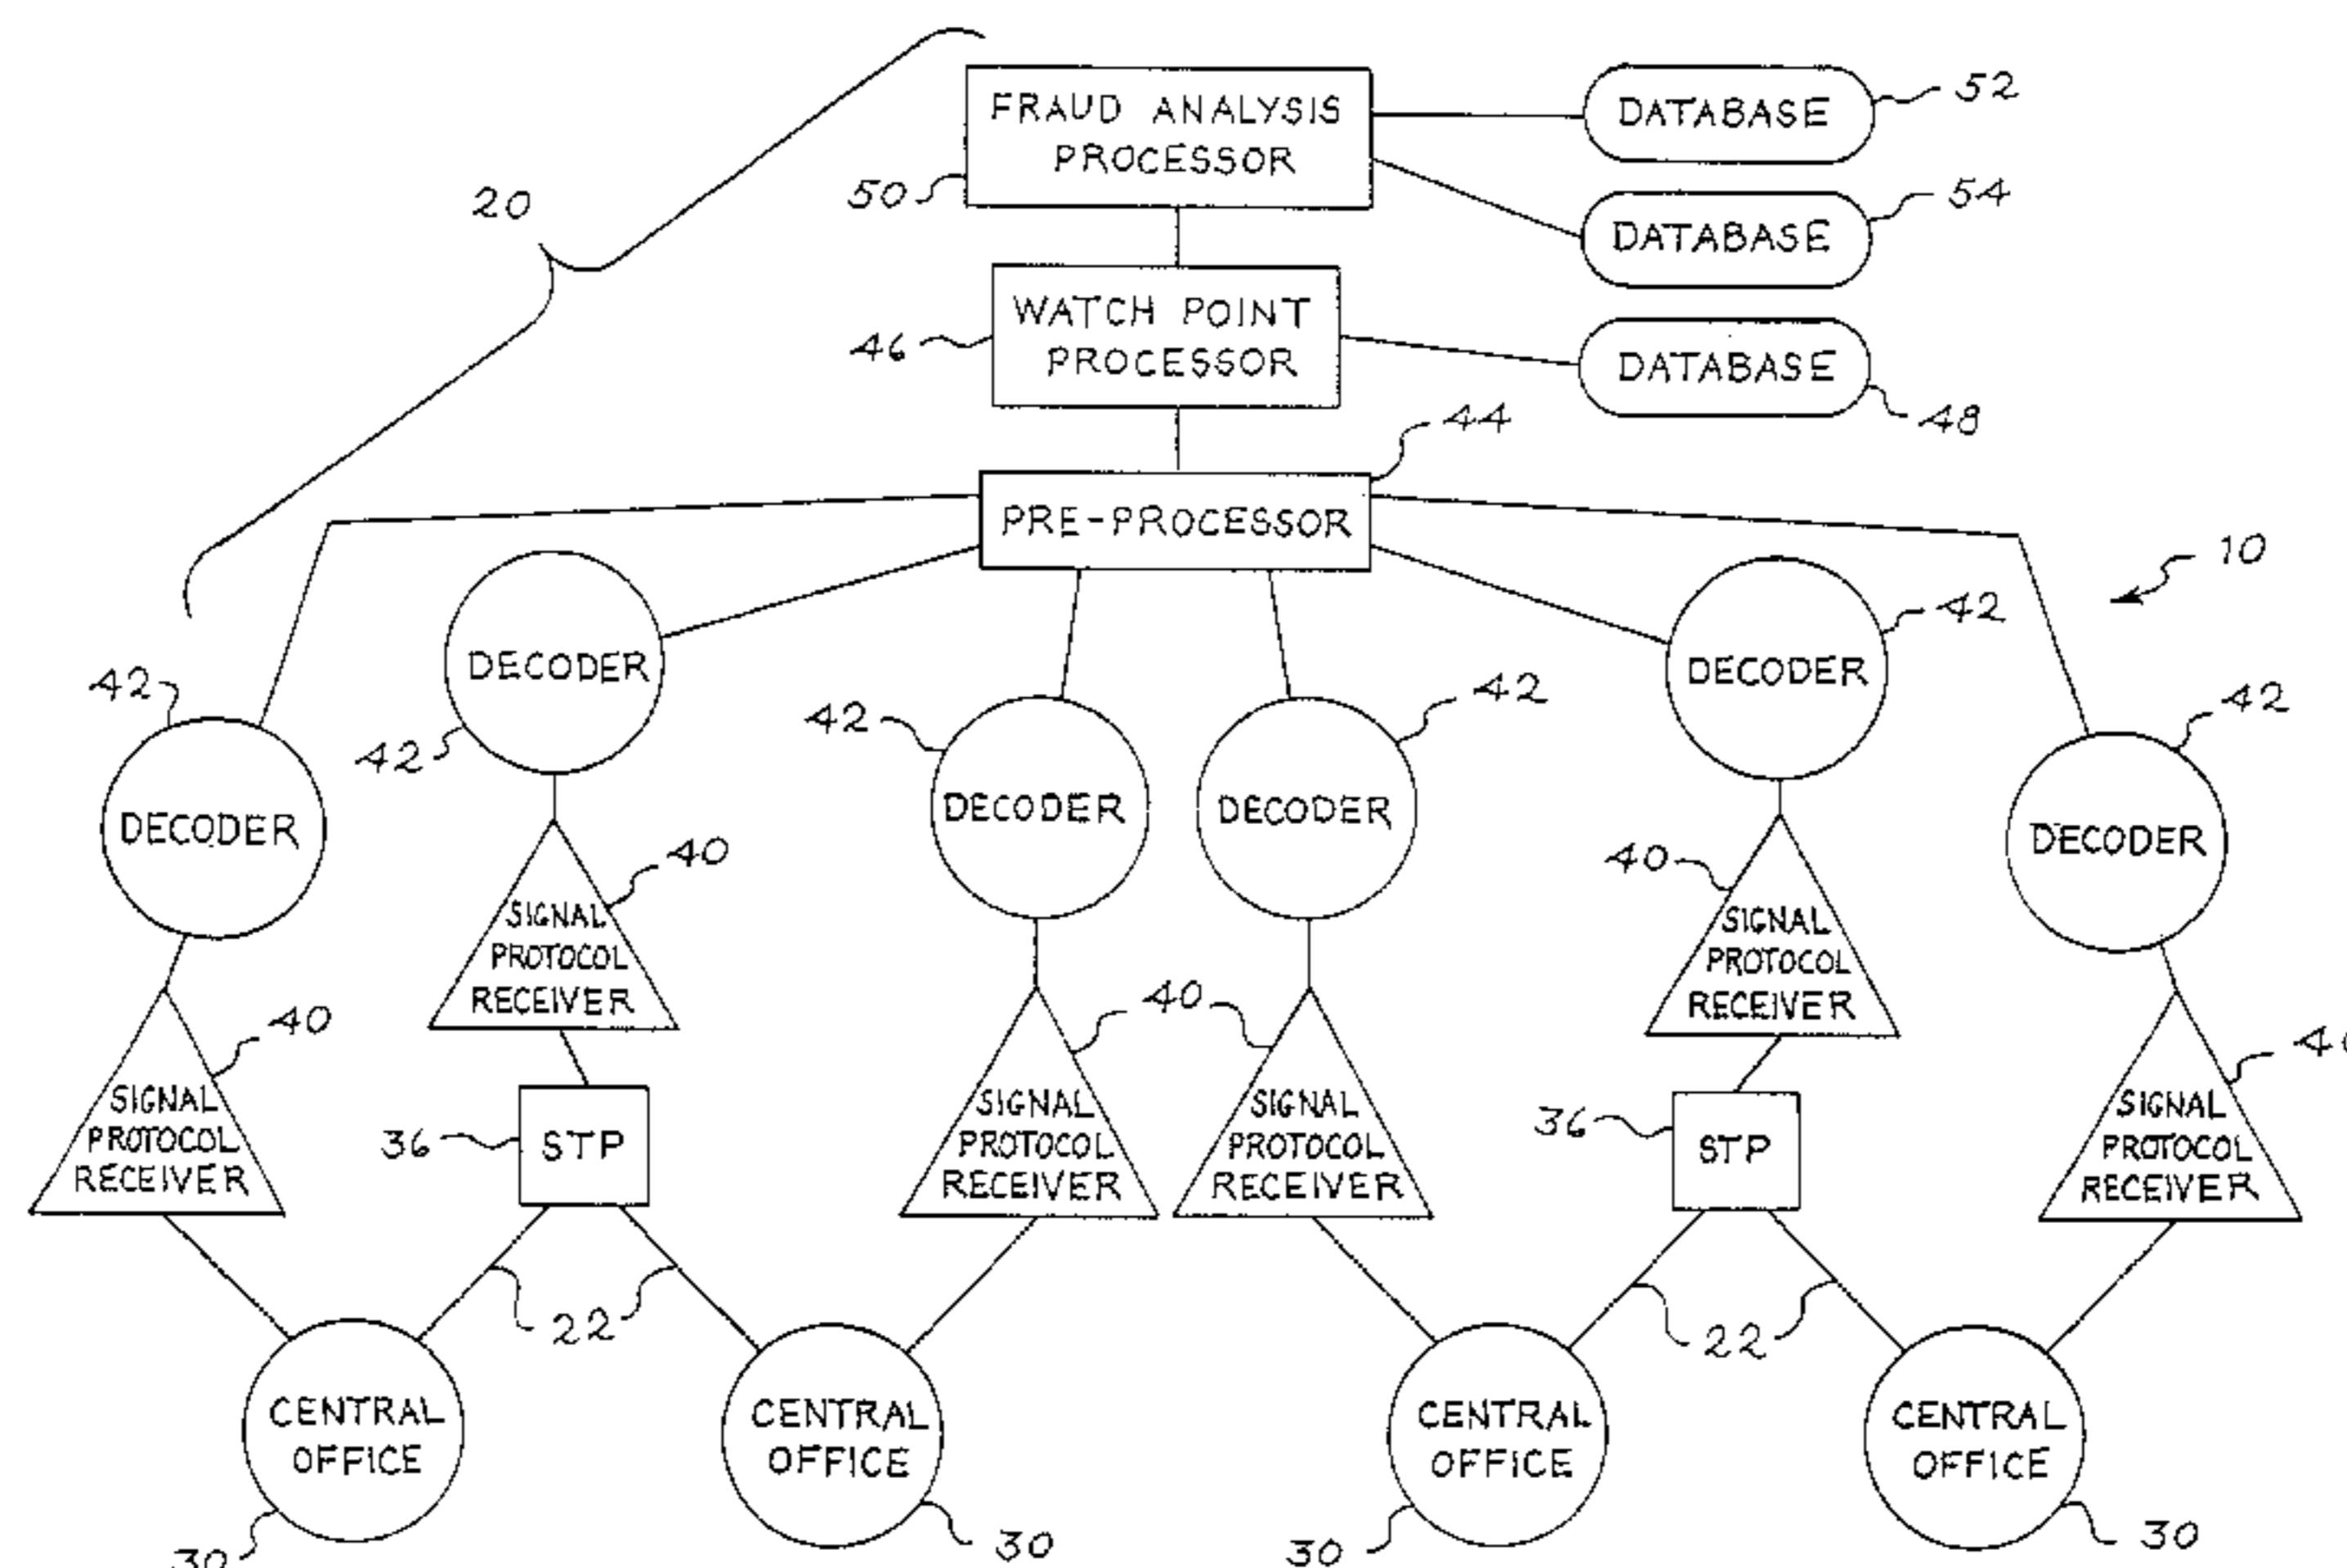 FRAUD ANALYSIS
PROCESSOR
50
DATABASE
52
DATABASE
54
20
WATCH POINT
PROCESSOR
46
DATABASE
48
44
PRE-PROCESSOR
10
42
DECODER
42
DECODER
42
DECODER
42
DECODER
42
DECODER
42
DECODER
40
SIGNAL
PROTOCOL
RECEIVER
40
SIGNAL
PROTOCOL
RECEIVER
40
SIGNAL
PROTOCOL
RECEIVER
SIGNAL
PROTOCOL
RECEIVER
40
SIGNAL
PROTOCOL
RECEIVER
SIGNAL
PROTOCOL
RECEIVER
36
STP
36
STP
22
22
CENTRAL
OFFICE
30
CENTRAL
OFFICE
30
CENTRAL
OFFICE
30
CENTRAL
OFFICE
30